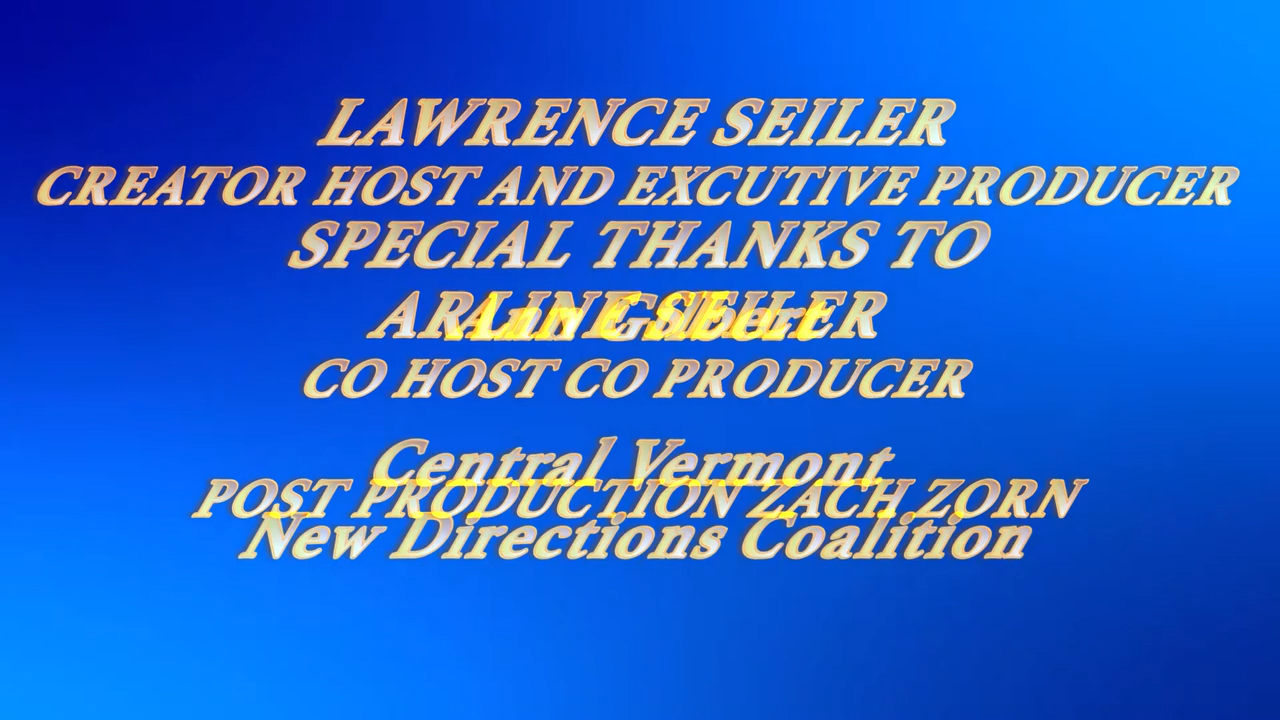 LAWRENCE SEILER
CREATOR HOST AND EXCUTIVE PRODUCER
SPECIAL THANKS TO
ARLINE SEILER
Ann Gilbert
CO HOST CO PRODUCER
Central Vermont
POST PRODUCTION ZACH ZORN
New Directions Coalition